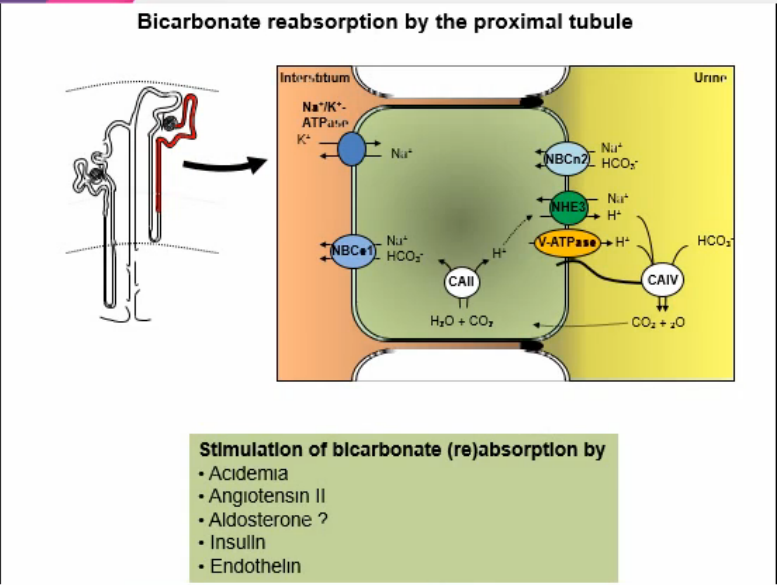 Bicarbonate reabsorption by the proximal tubule
Interstitium
Urine
Na⁺/K⁺-
ATPase
K⁺
Na⁺
NBCn2
Na⁺
HCO₃⁻
NHE3
Na⁺
H⁺
V-ATPase
H⁺
HCO₃⁻
NBCe1
Na⁺
HCO₃⁻
H⁺
CAII
CAIV
H₂O + CO₂
CO₂ + ₂O
Stimulation of bicarbonate (re)absorption by
• Acidemia
• Angiotensin II
• Aldosterone ?
• Insulin
• Endothelin